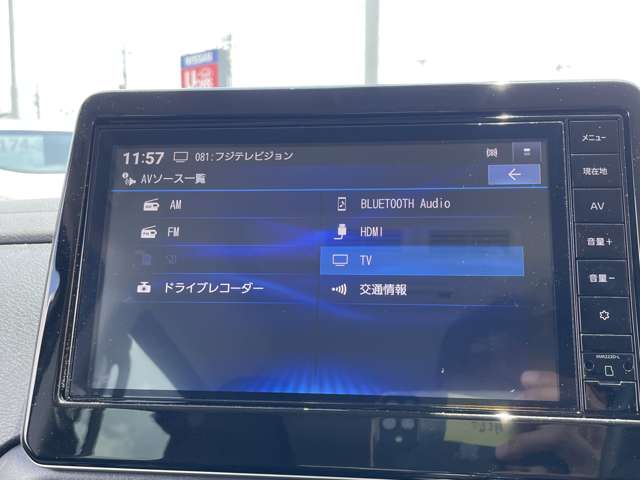 11:57 081:フジテレビジョン
AVソース一覧
AM
BLUETOOTH Audio
FM
HDMI
SD
TV
ドライブレコーダー
交通情報
メニュー
現在地
AV
音量+
音量−